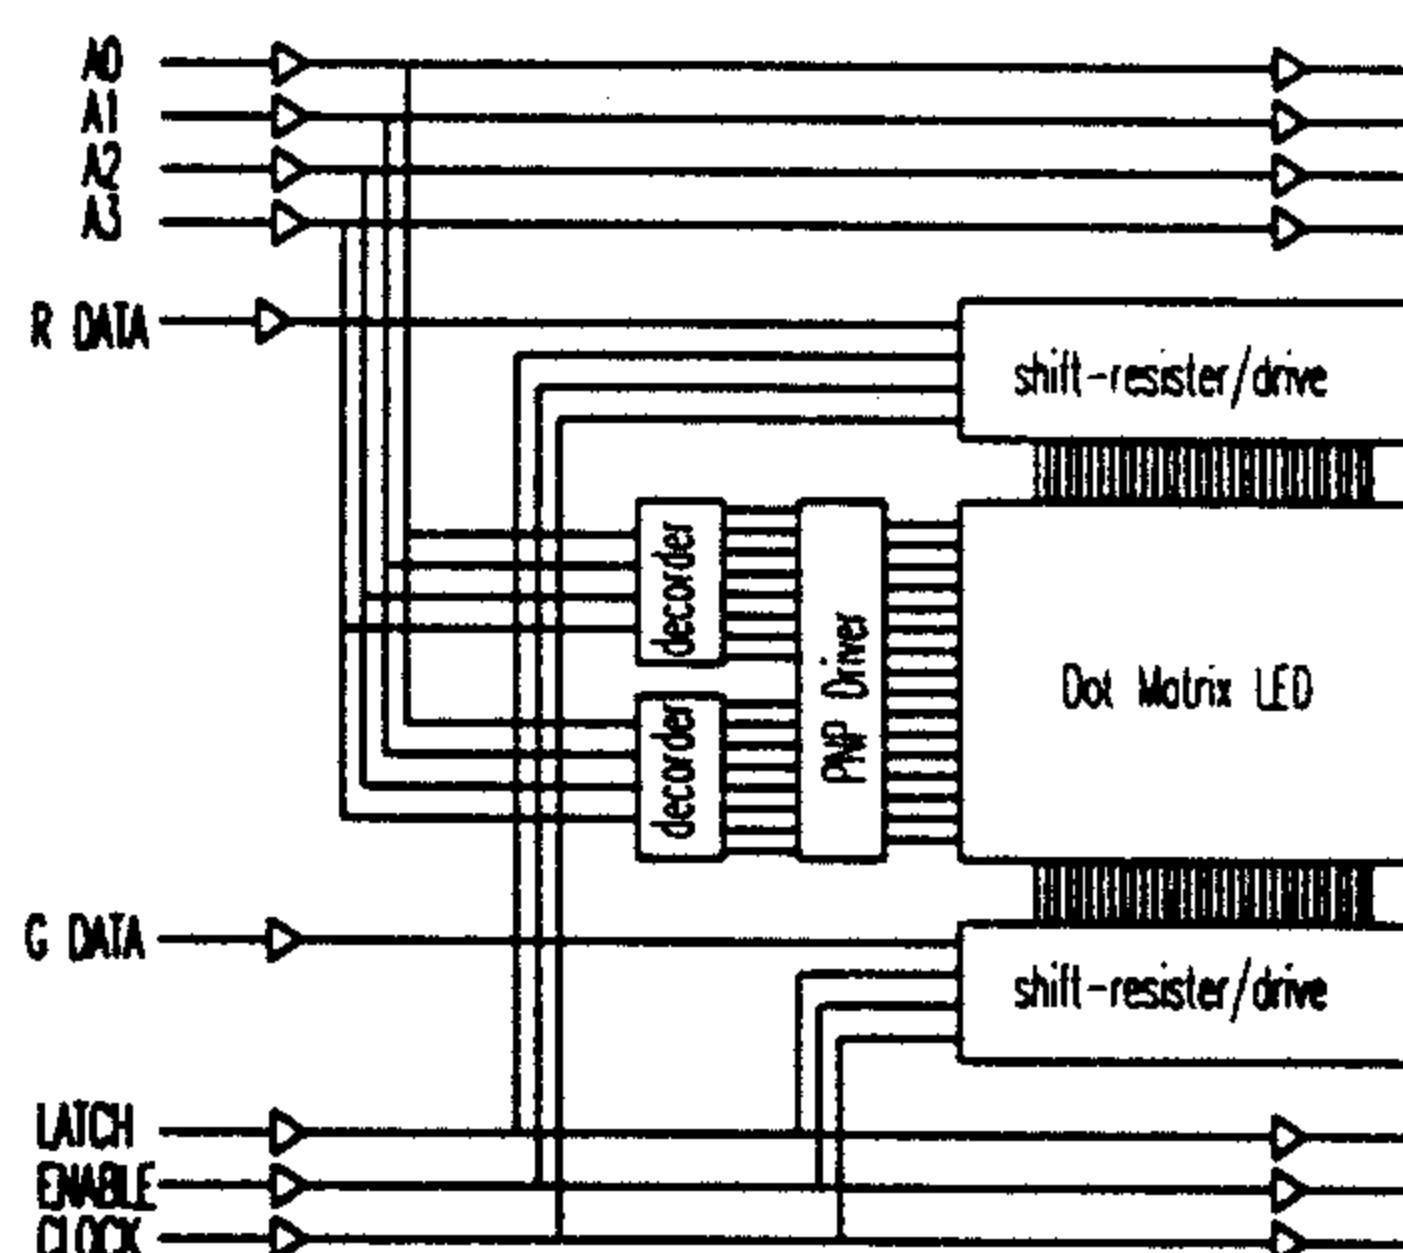 A0
A1
A2
A3
R DATA
shift-resister/drive
decorder
PNP Driver
Dot Matrix LED
decorder
G DATA
shift-resister/drive
LATCH
ENABLE
CLOCK